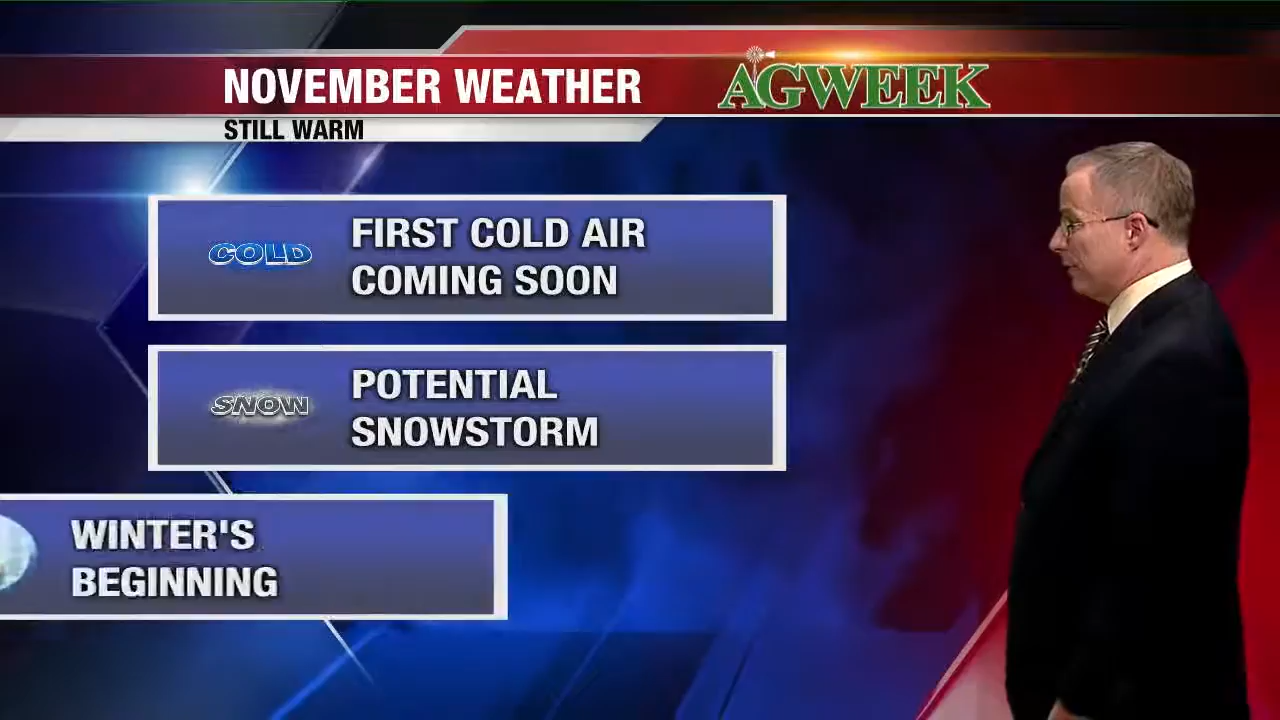 NOVEMBER WEATHER
AGWEEK
STILL WARM
COLD
FIRST COLD AIR
COMING SOON
SNOW
POTENTIAL
SNOWSTORM
WINTER'S
BEGINNING